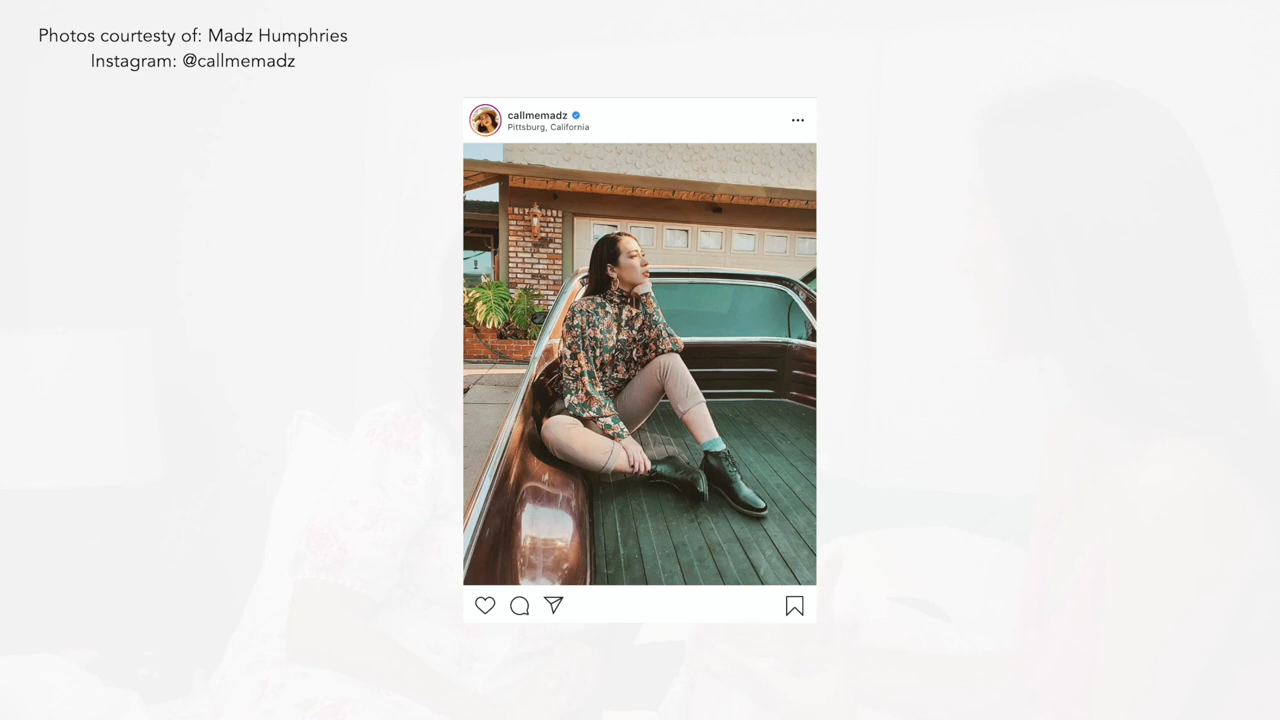 Photos courtesty of: Madz Humphries
Instagram: @callmemadz
callmemadz
Pittsburg, California